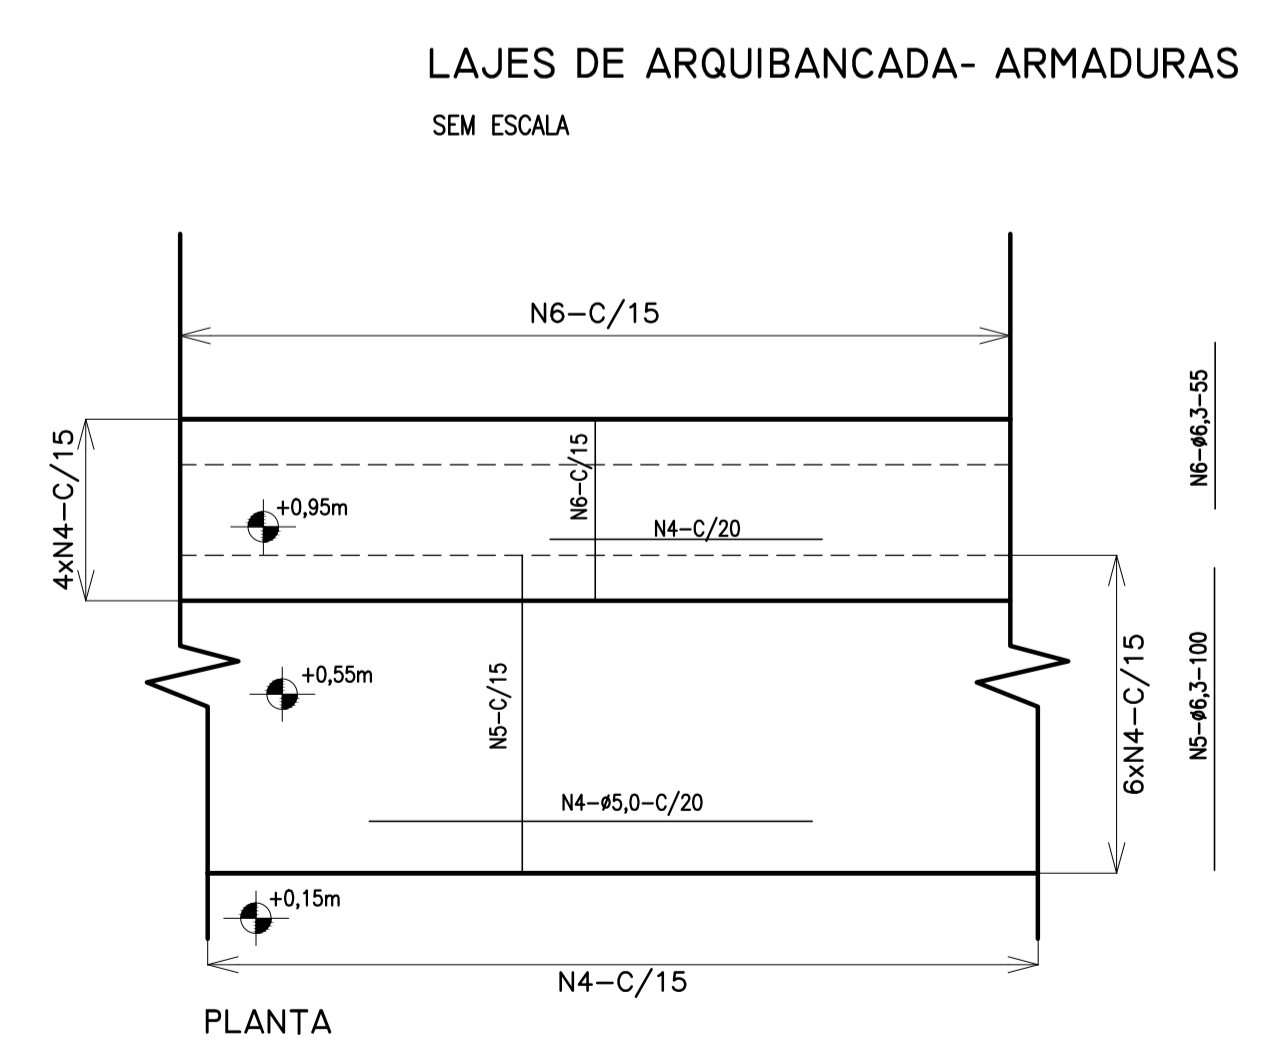 LAJES DE ARQUIBANCADA- ARMADURAS
SEM ESCALA
N6-C/15
N6-ø6,3-55
4xN4-C/15
N6-C/15
+0,95m
N4-C/20
+0,55m
N5-C/15
6xN4-C/15
N5-ø6,3-100
N4-ø5,0-C/20
+0,15m
N4-C/15
PLANTA